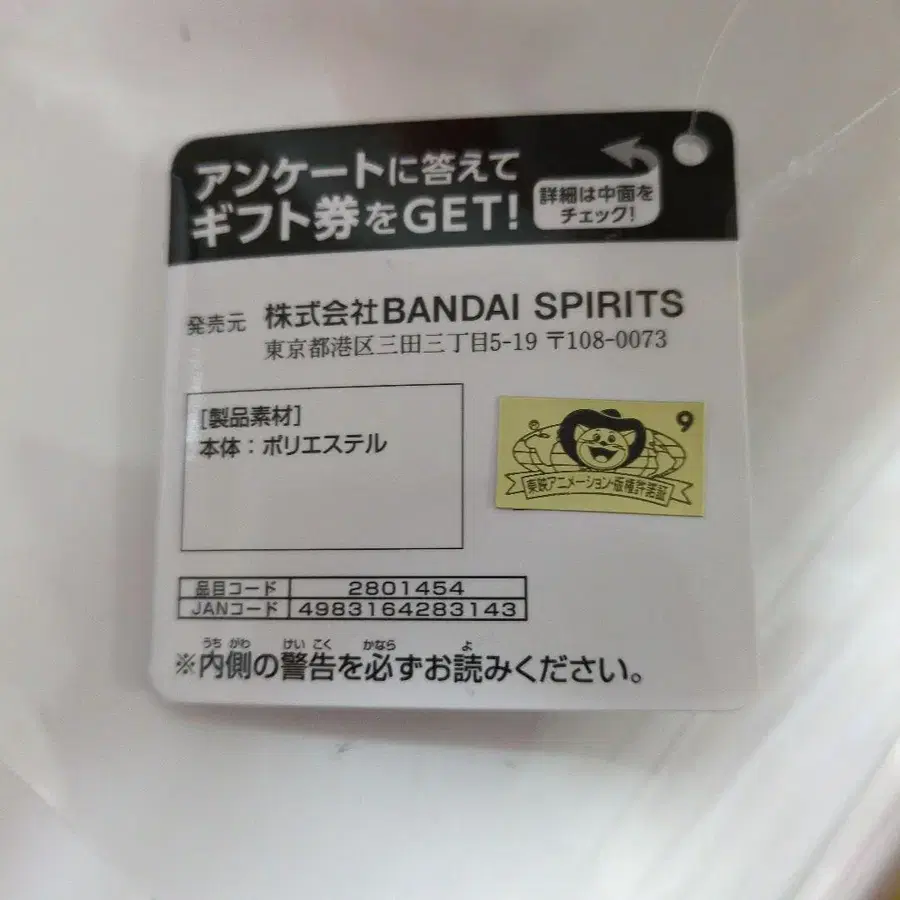 アンケートに答えて
ギフト券をGET!
詳細は中面を
チェック!
発売元 株式会社BANDAI SPIRITS
東京都港区三田三丁目5-19 〒108-0073
[製品素材]
本体：ポリエステル
9
東映アニメーション・版権許諾証
品目コード 2801454
JANコード 4983164283143
うち がわ けい こく かなら よ
※内側の警告を必ずお読みください。